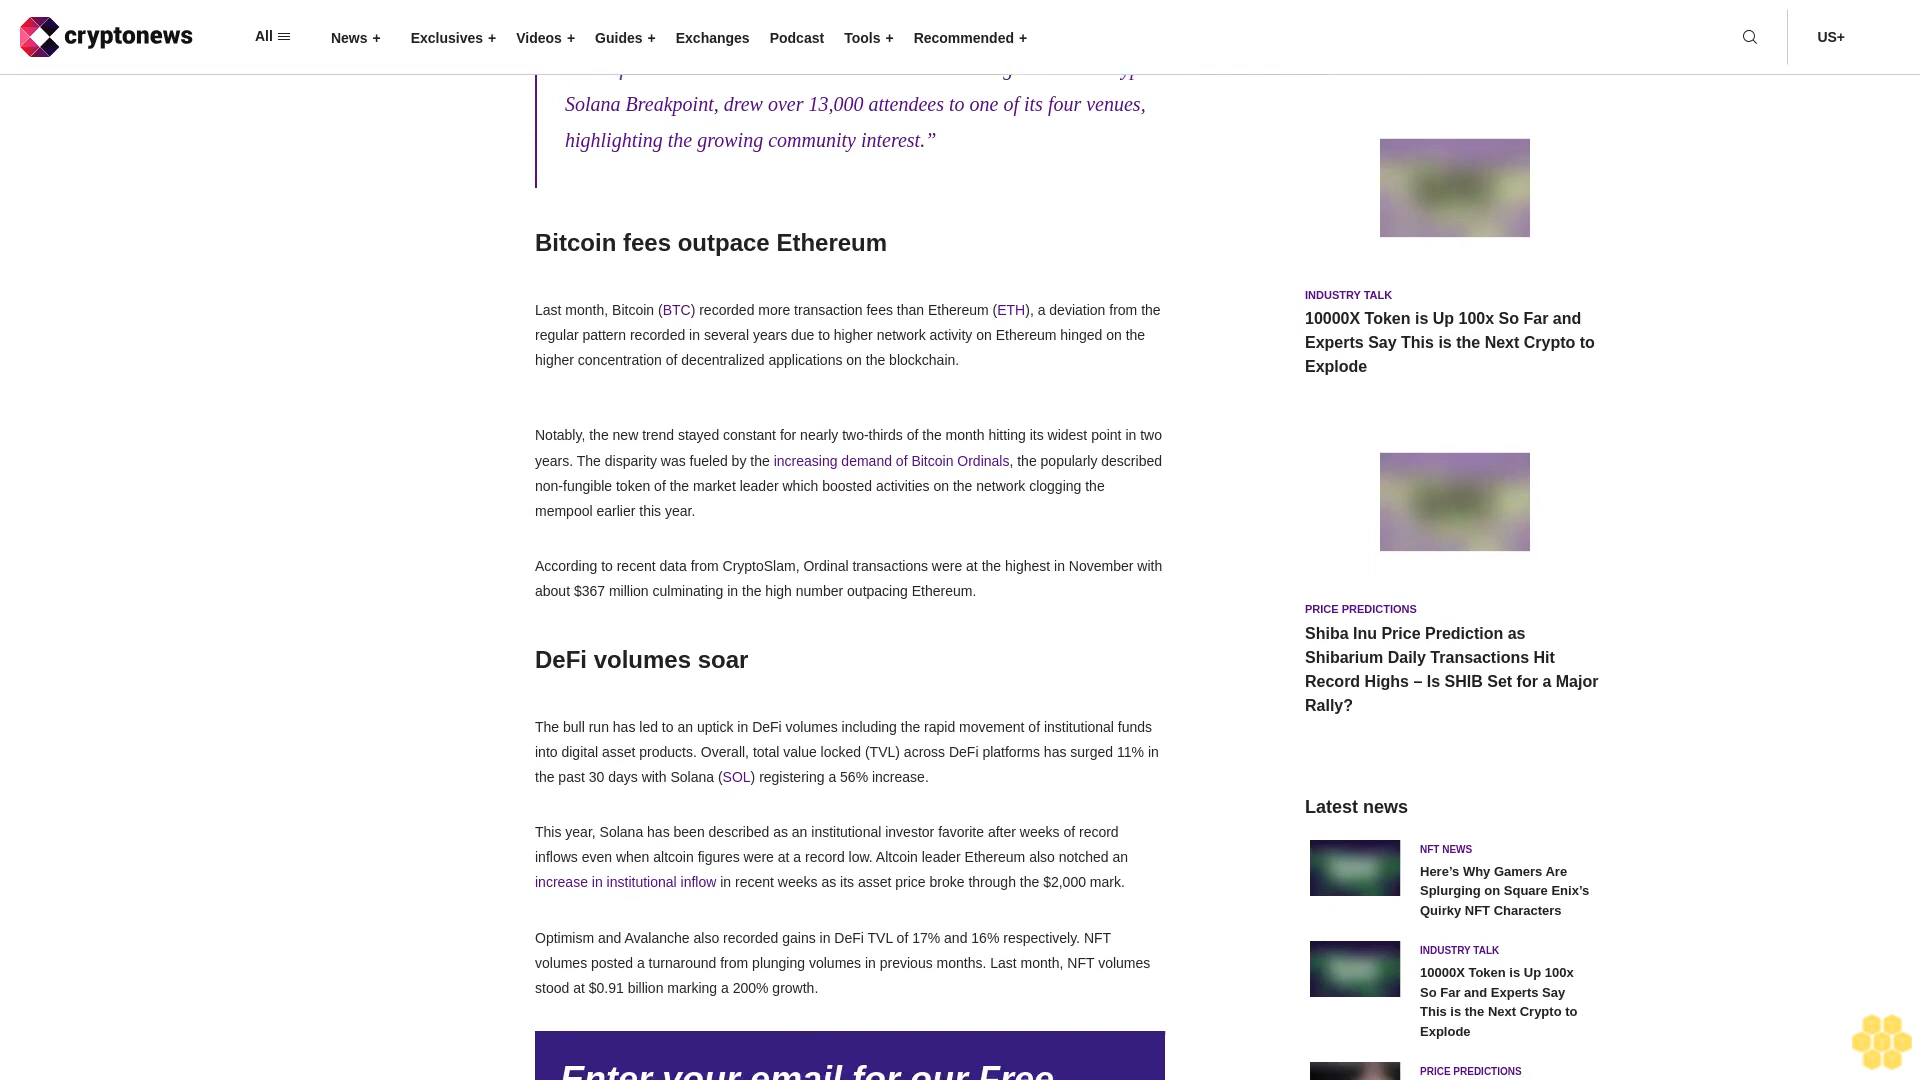 cryptonews
All
News +
Exclusives +
Videos +
Guides +
Exchanges
Podcast
Tools +
Recommended +
US+
Solana Breakpoint, drew over 13,000 attendees to one of its four venues,
highlighting the growing community interest.”
Bitcoin fees outpace Ethereum
Last month, Bitcoin (BTC) recorded more transaction fees than Ethereum (ETH), a deviation from the
regular pattern recorded in several years due to higher network activity on Ethereum hinged on the
higher concentration of decentralized applications on the blockchain.
Notably, the new trend stayed constant for nearly two-thirds of the month hitting its widest point in two
years. The disparity was fueled by the increasing demand of Bitcoin Ordinals, the popularly described
non-fungible token of the market leader which boosted activities on the network clogging the
mempool earlier this year.
According to recent data from CryptoSlam, Ordinal transactions were at the highest in November with
about $367 million culminating in the high number outpacing Ethereum.
DeFi volumes soar
The bull run has led to an uptick in DeFi volumes including the rapid movement of institutional funds
into digital asset products. Overall, total value locked (TVL) across DeFi platforms has surged 11% in
the past 30 days with Solana (SOL) registering a 56% increase.
This year, Solana has been described as an institutional investor favorite after weeks of record
inflows even when altcoin figures were at a record low. Altcoin leader Ethereum also notched an
increase in institutional inflow in recent weeks as its asset price broke through the $2,000 mark.
Optimism and Avalanche also recorded gains in DeFi TVL of 17% and 16% respectively. NFT
volumes posted a turnaround from plunging volumes in previous months. Last month, NFT volumes
stood at $0.91 billion marking a 200% growth.
Enter your email for our Free
INDUSTRY TALK
10000X Token is Up 100x So Far and
Experts Say This is the Next Crypto to
Explode
PRICE PREDICTIONS
Shiba Inu Price Prediction as
Shibarium Daily Transactions Hit
Record Highs – Is SHIB Set for a Major
Rally?
Latest news
NFT NEWS
Here’s Why Gamers Are
Splurging on Square Enix’s
Quirky NFT Characters
INDUSTRY TALK
10000X Token is Up 100x
So Far and Experts Say
This is the Next Crypto to
Explode
PRICE PREDICTIONS